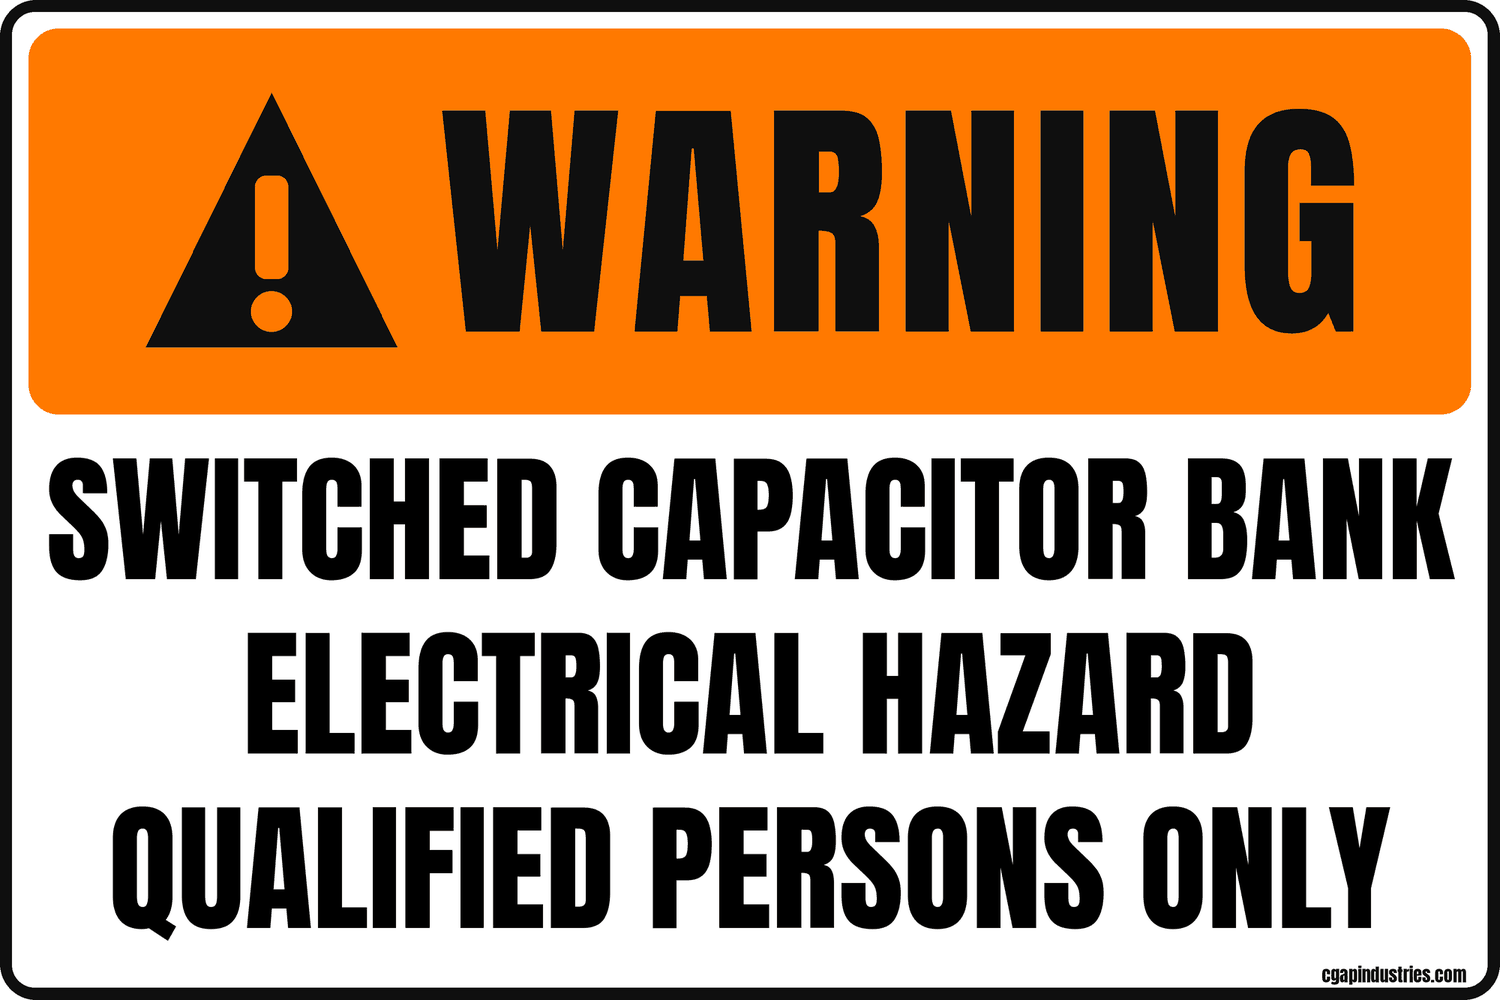 WARNING
SWITCHED CAPACITOR BANK
ELECTRICAL HAZARD
QUALIFIED PERSONS ONLY
cgapindustries.com